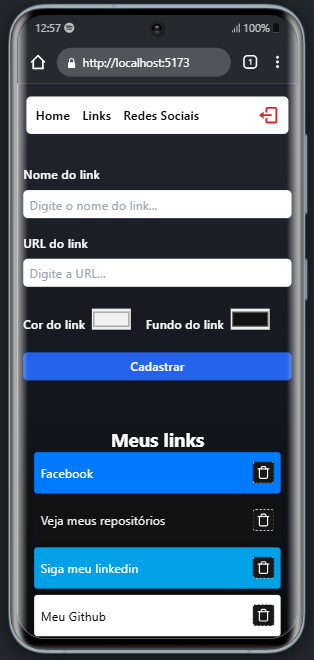 12:57 100%
http://localhost:5173 1
Home Links Redes Sociais
Nome do link
Digite o nome do link...
URL do link
Digite a URL...
Cor do link Fundo do link
Cadastrar
Meus links
Facebook
Veja meus repositórios
Siga meu linkedin
Meu Github